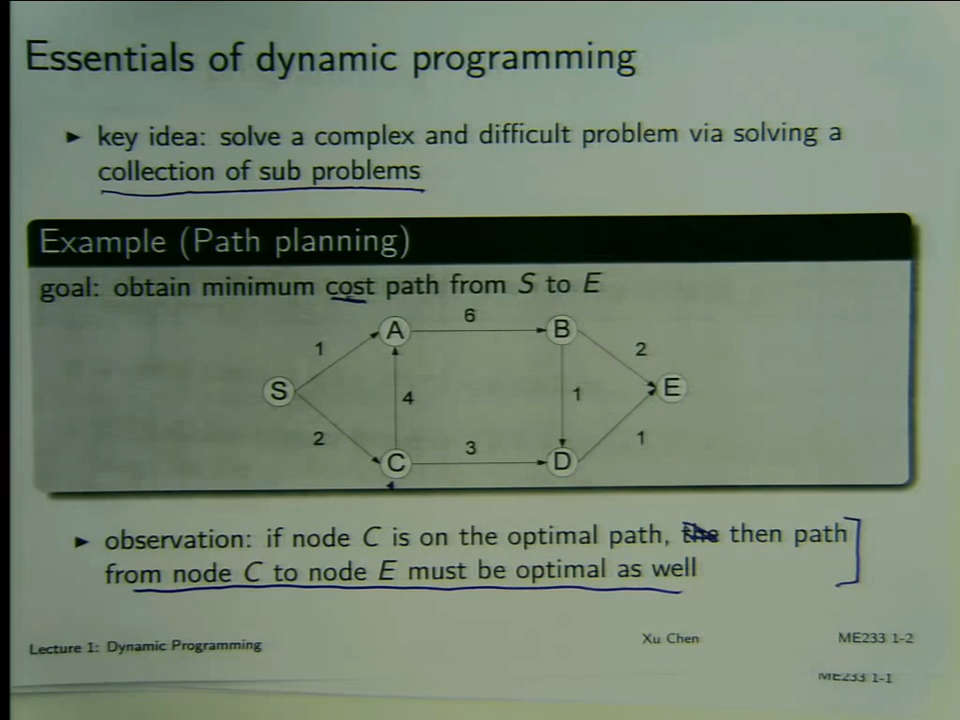 Essentials of dynamic programming
► key idea: solve a complex and difficult problem via solving a
collection of sub problems
Example (Path planning)
goal: obtain minimum cost path from S to E
6
A
B
1
2
S
4
1
E
2
3
1
C
D
► observation: if node C is on the optimal path, the then path
from node C to node E must be optimal as well
Lecture 1: Dynamic Programming
Xu Chen
ME233 1-2
ME233 1-1